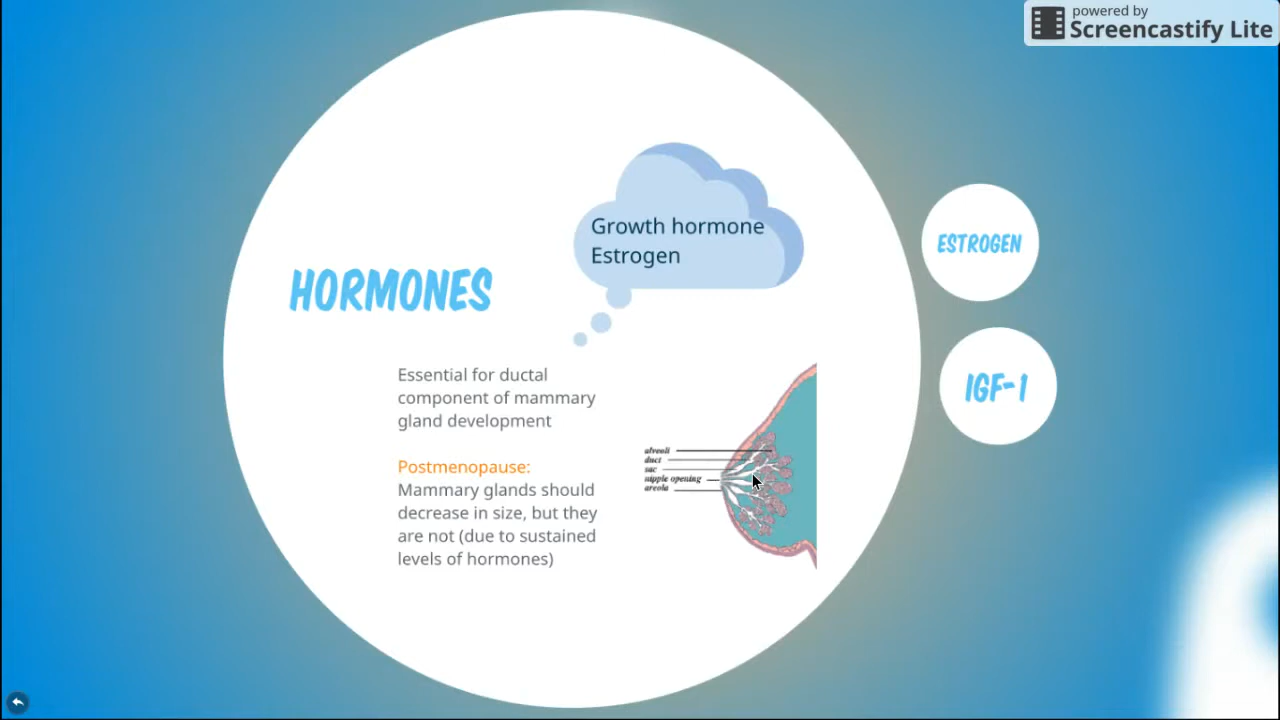 powered by
Screencastify Lite
Growth hormone
Estrogen
HORMONES
ESTROGEN
IGF-1
Essential for ductal
component of mammary
gland development
Postmenopause:
Mammary glands should
decrease in size, but they
are not (due to sustained
levels of hormones)
alveoli
duct
sac
nipple opening
areola